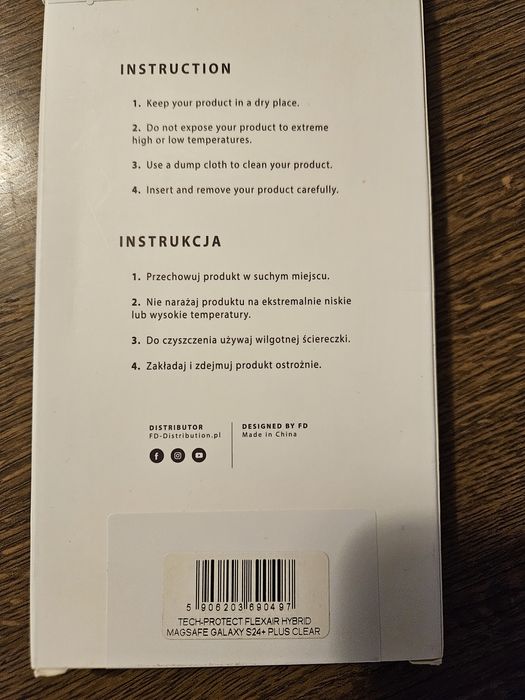 INSTRUCTION
1. Keep your product in a dry place.
2. Do not expose your product to extreme
high or low temperatures.
3. Use a dump cloth to clean your product.
4. Insert and remove your product carefully.
INSTRUKCJA
1. Przechowuj produkt w suchym miejscu.
2. Nie narażaj produktu na ekstremalnie niskie
lub wysokie temperatury.
3. Do czyszczenia używaj wilgotnej ściereczki.
4. Zakładaj i zdejmuj produkt ostrożnie.
DISTRIBUTOR
FD-Distribution.pl
DESIGNED BY FD
Made in China
5 906203 690497
TECH-PROTECT FLEXAIR HYBRID
MAGSAFE GALAXY S24+ PLUS CLEAR